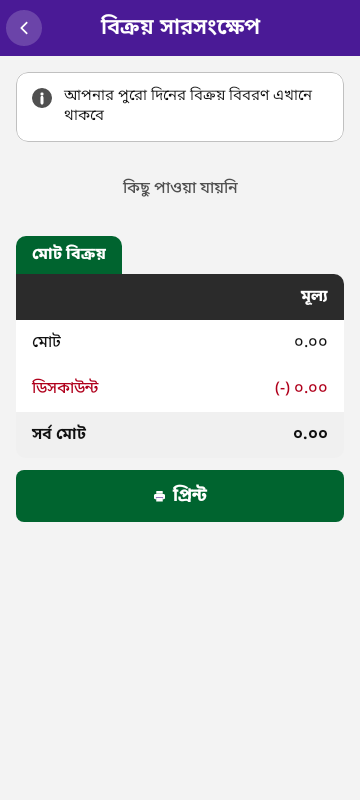 বিক্রয় সারসংক্ষেপ
আপনার পুরো দিনের বিক্রয় বিবরণ এখানে
থাকবে
কিছু পাওয়া যায়নি
মোট বিক্রয়
মূল্য
মোট ০.০০
ডিসকাউন্ট (-) ০.০০
সর্ব মোট ০.০০
প্রিন্ট